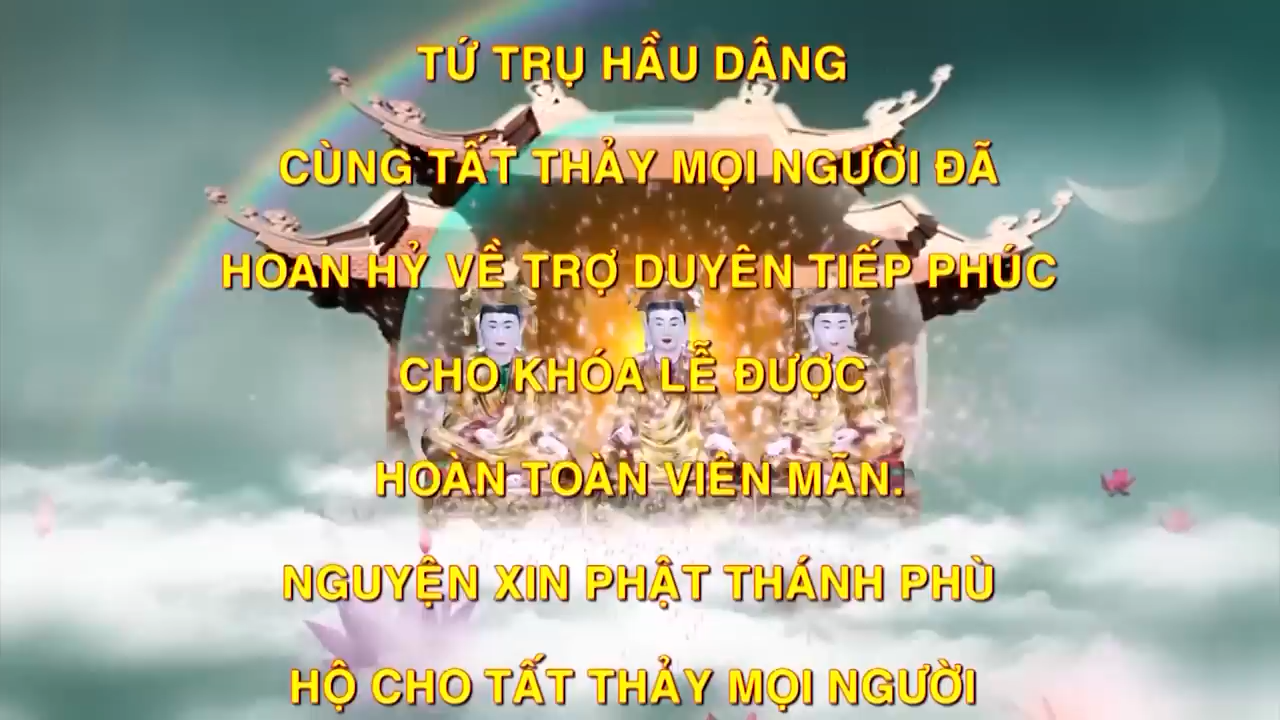 TỨ TRỤ HẦU DÂNG
CÙNG TẤT THẢY MỌI NGƯỜI ĐÃ
HOAN HỶ VỀ TRỢ DUYÊN TIẾP PHÚC
CHO KHÓA LỄ ĐƯỢC
HOÀN TOÀN VIÊN MÃN.
NGUYỆN XIN PHẬT THÁNH PHÙ
HỘ CHO TẤT THẢY MỌI NGƯỜI